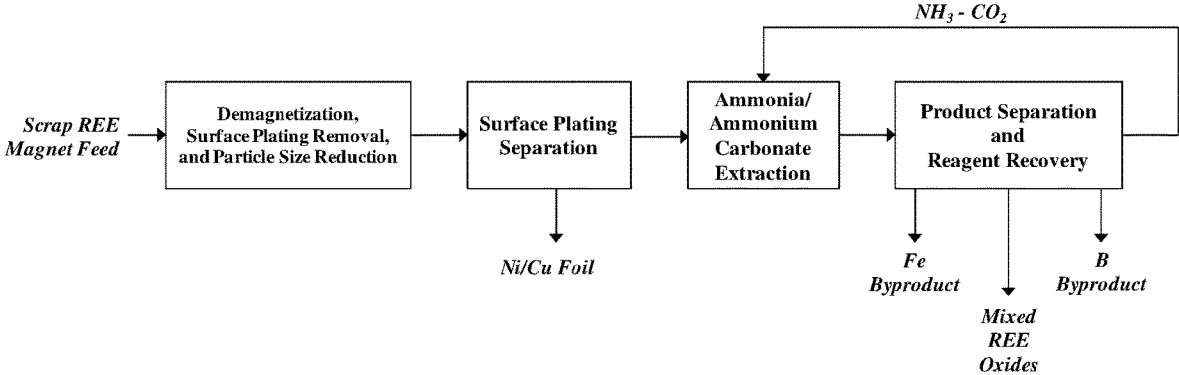 NH3 - CO2
Scrap REE
Magnet Feed
Demagnetization,
Surface Plating Removal,
and Particle Size Reduction
Surface Plating
Separation
Ammonia/
Ammonium
Carbonate
Extraction
Product Separation
and
Reagent Recovery
Ni/Cu Foil
Fe
Byproduct
Mixed
REE
Oxides
B
Byproduct